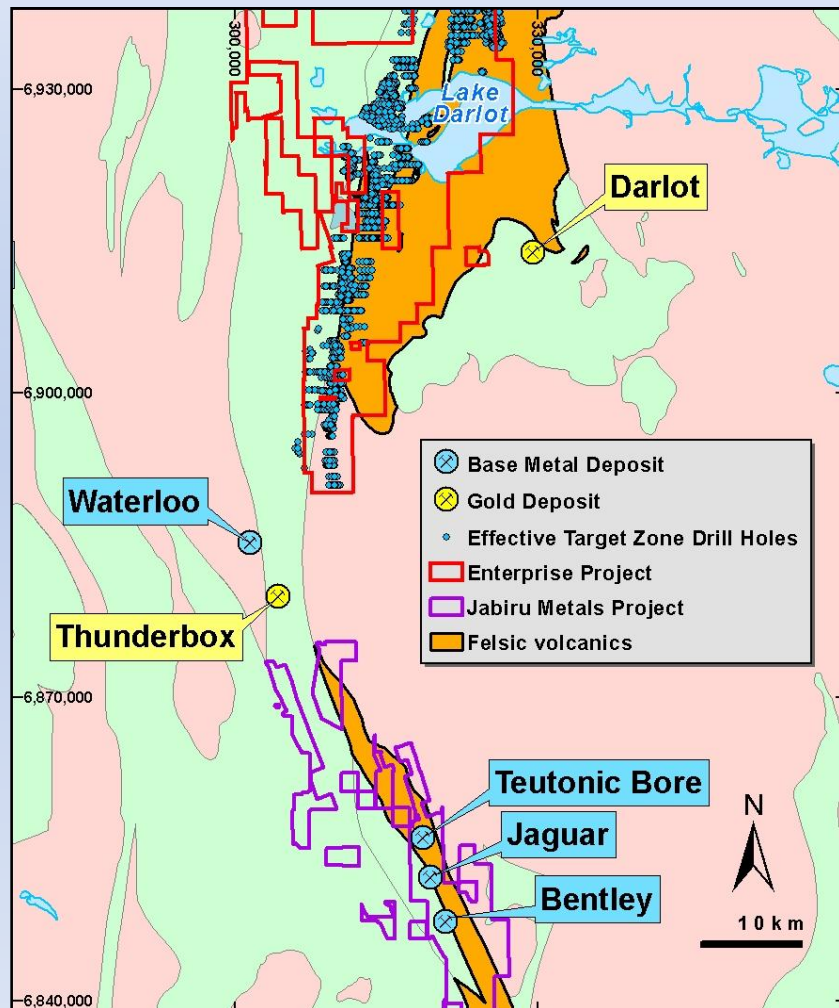 300,000
330,000
6,930,000
Lake
Darlot
Darlot
6,900,000
Base Metal Deposit
Gold Deposit
Effective Target Zone Drill Holes
Enterprise Project
Jabiru Metals Project
Felsic volcanics
Waterloo
Thunderbox
6,870,000
Teutonic Bore
Jaguar
Bentley
N
10 km
6,840,000